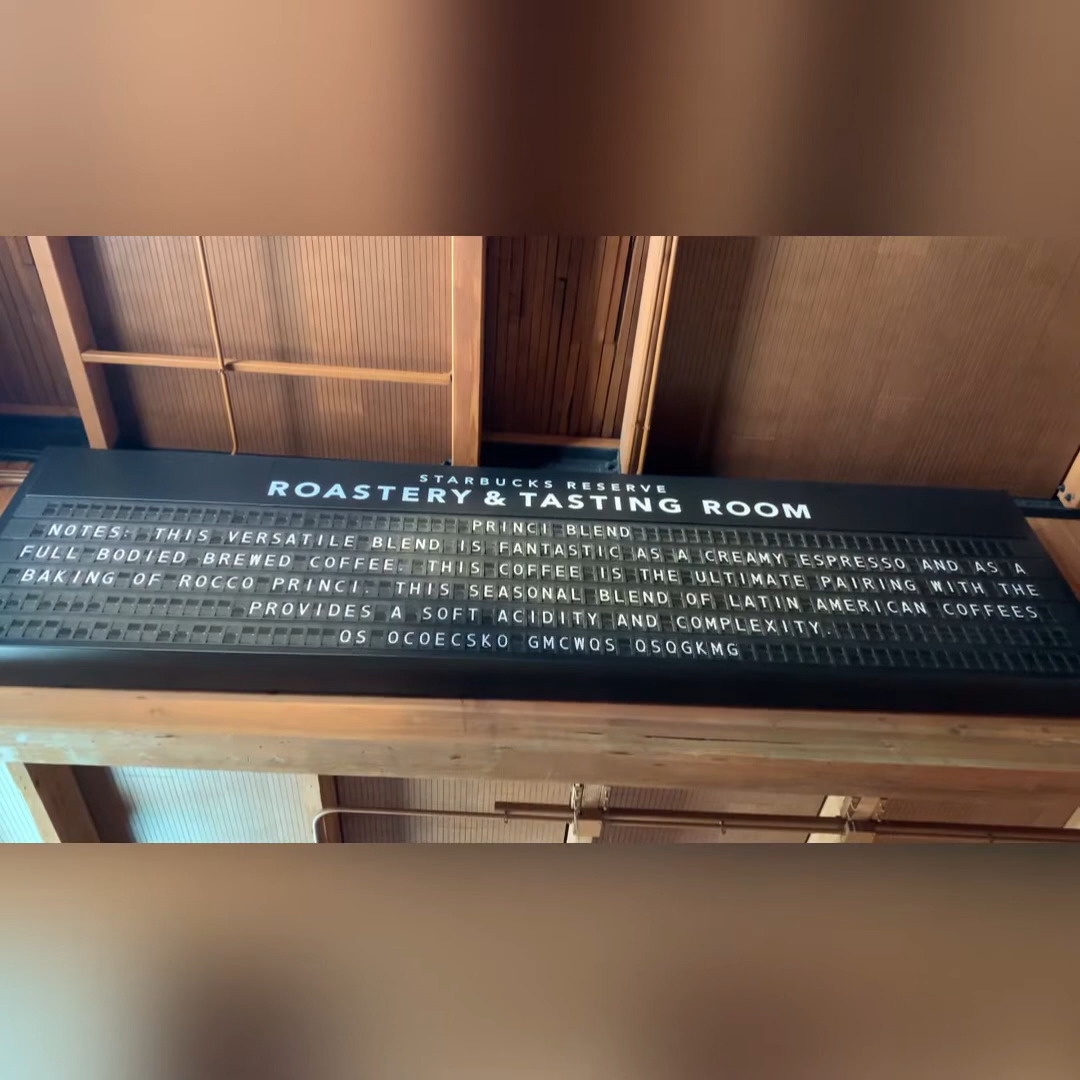 STARBUCKS RESERVE
ROASTERY & TASTING ROOM
PRINCI BLEND
NOTES: THIS VERSATILE BLEND IS FANTASTIC AS A CREAMY ESPRESSO AND AS A
FULL BODIED BREWED COFFEE. THIS COFFEE IS THE ULTIMATE PAIRING WITH THE
BAKING OF ROCCO PRINCI. THIS SEASONAL BLEND OF LATIN AMERICAN COFFEES
PROVIDES A SOFT ACIDITY AND COMPLEXITY.
OS OCOECSKO GMCWQS QSQGKMG